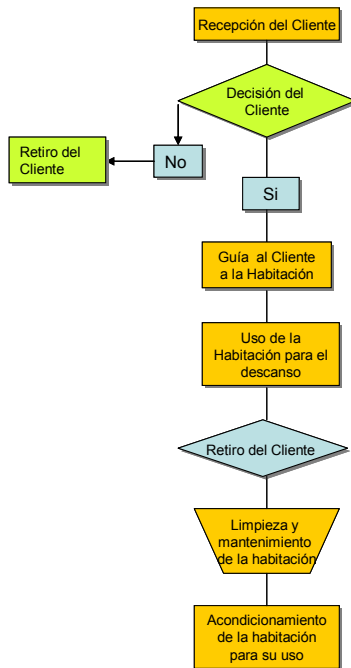 Recepción del Cliente
Decisión del
Cliente
Retiro del
Cliente
No
Si
Guía al Cliente
a la Habitación
Uso de la
Habitación para el
descanso
Retiro del Cliente
Limpieza y
mantenimiento
de la habitación
Acondicionamiento
de la habitación
para su uso